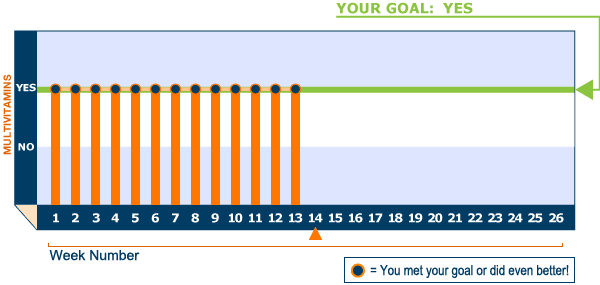 YOUR GOAL: YES
MULTIVITAMINS
YES
NO
1 2 3 4 5 6 7 8 9 10 11 12 13 14 15 16 17 18 19 20 21 22 23 24 25 26
Week Number
= You met your goal or did even better!